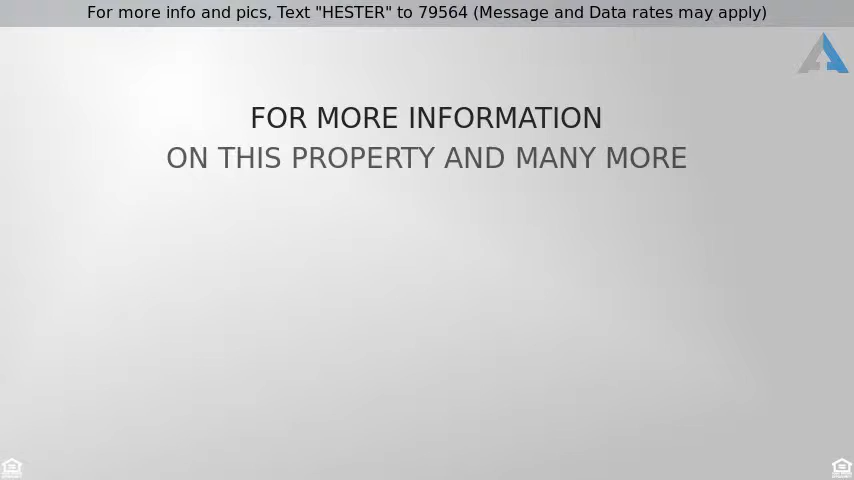 For more info and pics, Text "HESTER" to 79564 (Message and Data rates may apply)
FOR MORE INFORMATION
ON THIS PROPERTY AND MANY MORE